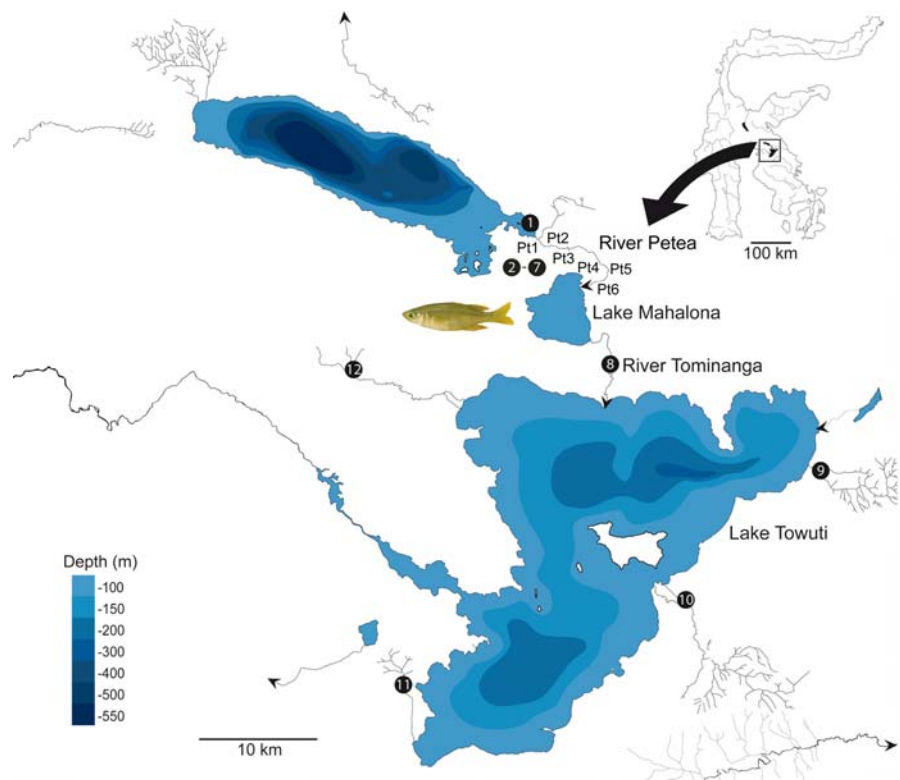 1
Pt1
Pt2
Pt3
Pt4
Pt5
Pt6
2 - 7
River Petea
100 km
Lake Mahalona
8
River Tominanga
12
9
Lake Towuti
10
11
Depth (m)
-100
-150
-200
-300
-400
-500
-550
10 km